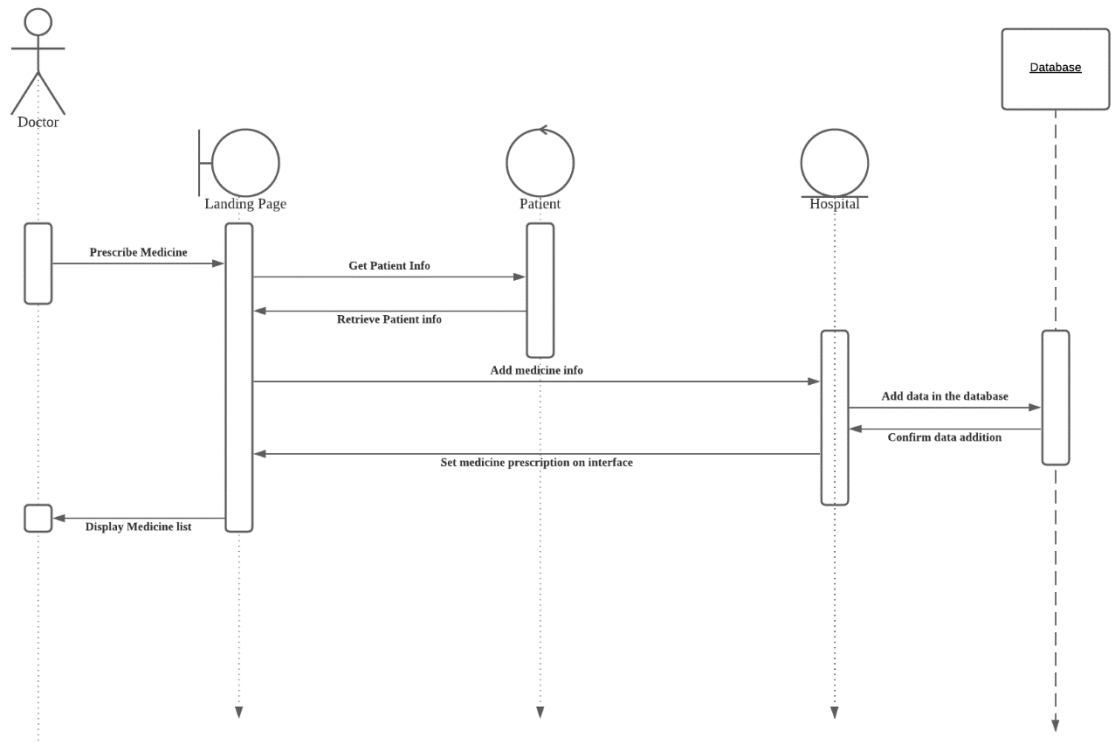 Database
Doctor
Landing Page
Patient
Hospital
Prescribe Medicine
Get Patient Info
Retrieve Patient info
Add medicine info
Add data in the database
Confirm data addition
Set medicine prescription on interface
Display Medicine list